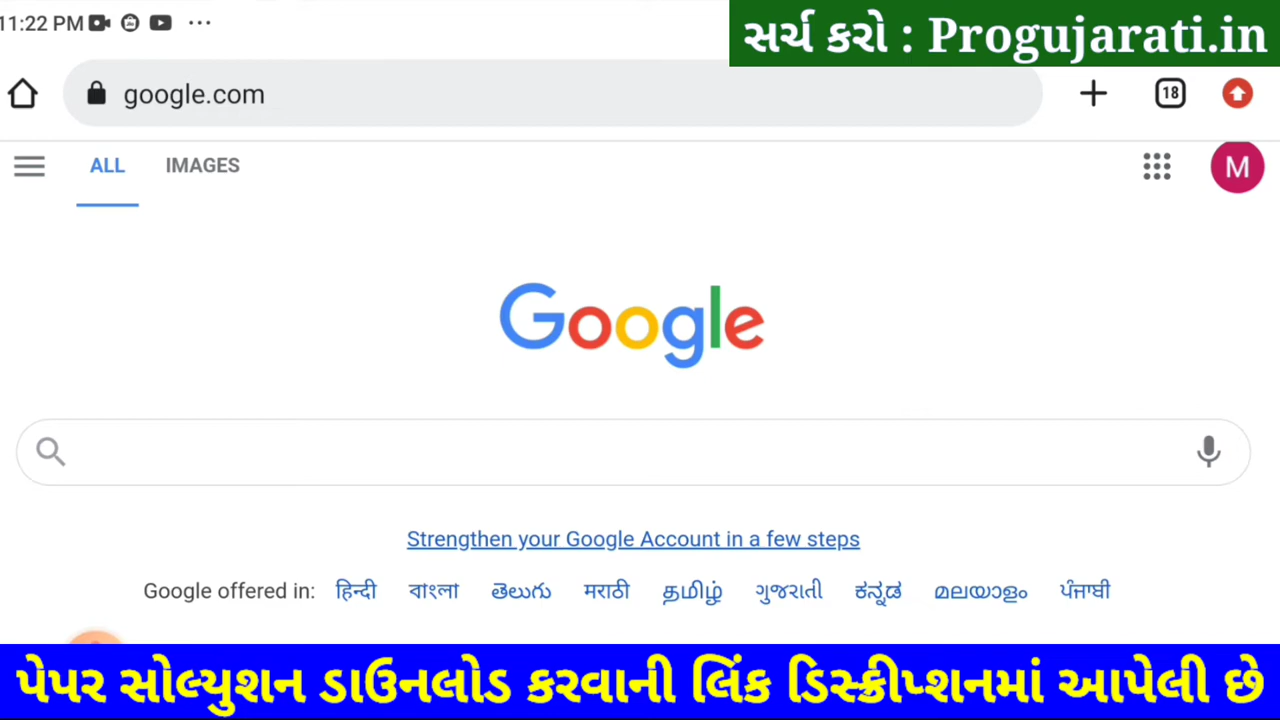 11:22 PM
સર્ચ કરો : Progujarati.in
google.com
18
ALL IMAGES
M
Google
Strengthen your Google Account in a few steps
Google offered in: हिन्दी বাংলা తెలుగు मराठी தமிழ் ગુજરાતી ಕನ್ನಡ മലയാളം ਪੰਜਾਬੀ
પેપર સોલ્યુશન ડાઉનલોડ કરવાની લિંક ડિસ્ક્રીપ્શનમાં આપેલી છે